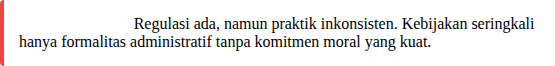 Regulasi ada, namun praktik inkonsisten. Kebijakan seringkali
hanya formalitas administratif tanpa komitmen moral yang kuat.